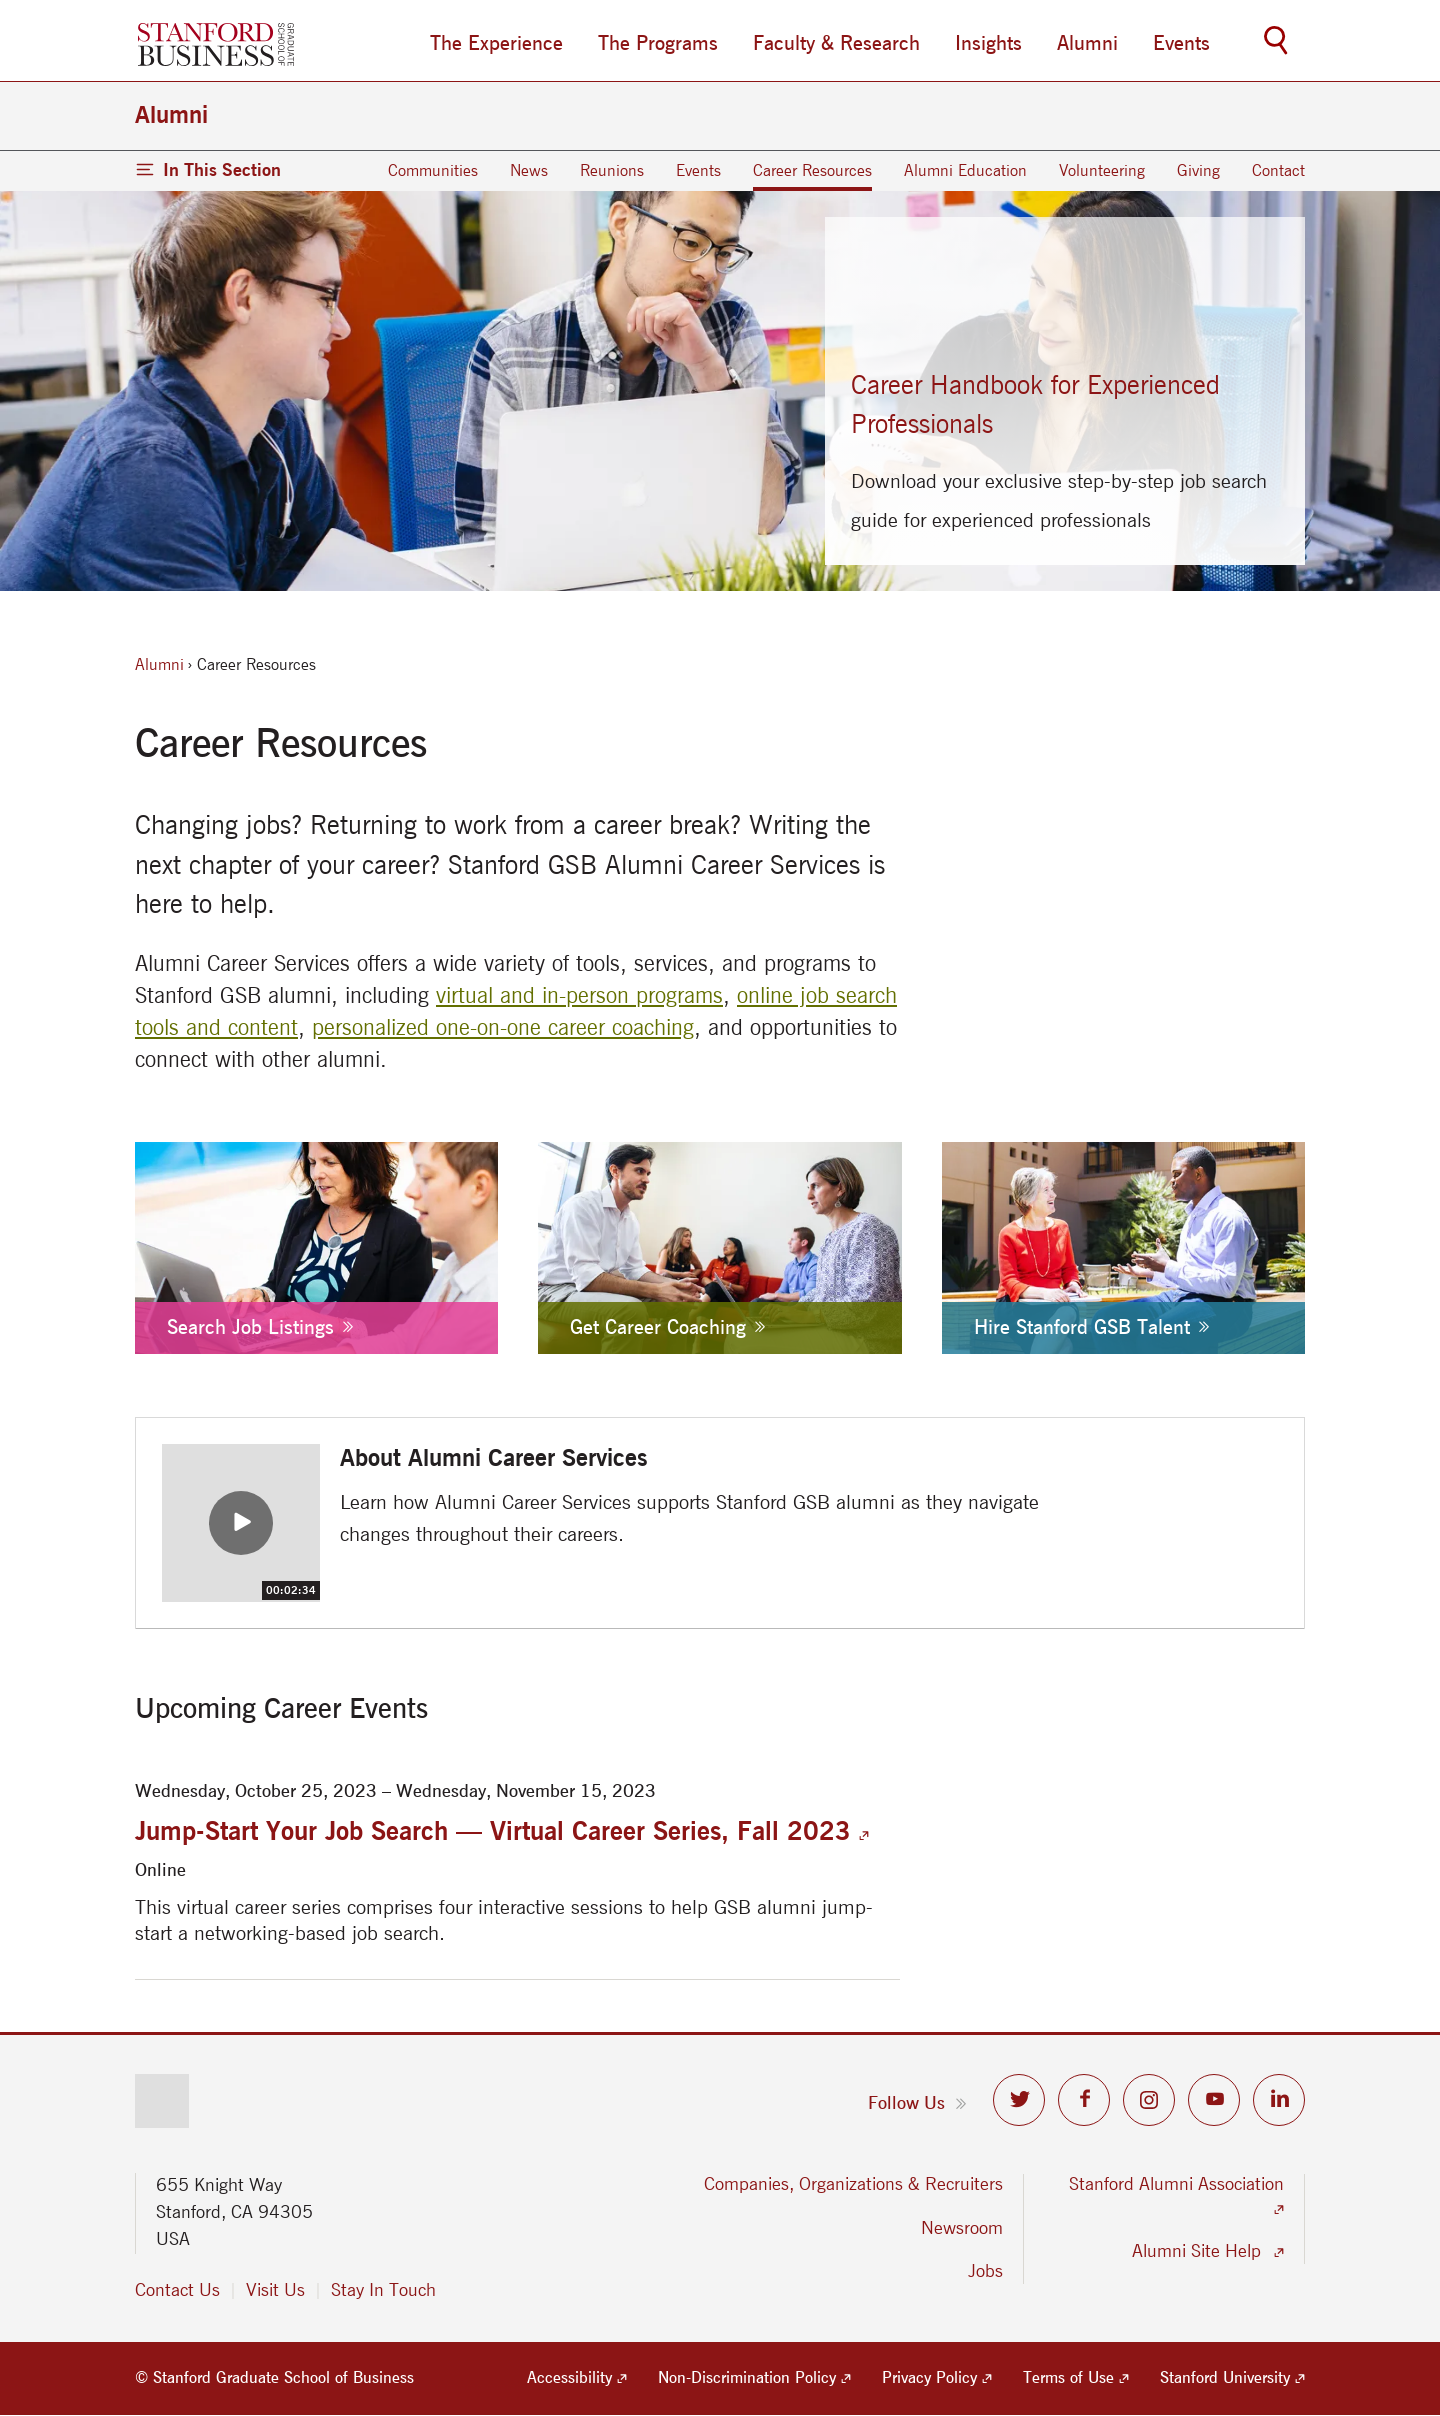 STANFORD
BUSINESS
GRADUATE
SCHOOL OF
The Experience
The Programs
Faculty & Research
Insights
Alumni
Events
Alumni
In This Section
Communities
News
Reunions
Events
Career Resources
Alumni Education
Volunteering
Giving
Contact
Career Handbook for Experienced
Professionals
Download your exclusive step-by-step job search
guide for experienced professionals
Alumni › Career Resources
Career Resources
Changing jobs? Returning to work from a career break? Writing the
next chapter of your career? Stanford GSB Alumni Career Services is
here to help.
Alumni Career Services offers a wide variety of tools, services, and programs to
Stanford GSB alumni, including virtual and in-person programs, online job search
tools and content, personalized one-on-one career coaching, and opportunities to
connect with other alumni.
Search Job Listings »
Get Career Coaching »
Hire Stanford GSB Talent »
00:02:34
About Alumni Career Services
Learn how Alumni Career Services supports Stanford GSB alumni as they navigate
changes throughout their careers.
Upcoming Career Events
Wednesday, October 25, 2023 – Wednesday, November 15, 2023
Jump-Start Your Job Search — Virtual Career Series, Fall 2023
Online
This virtual career series comprises four interactive sessions to help GSB alumni jump-
start a networking-based job search.
Follow Us »
655 Knight Way
Stanford, CA 94305
USA
Contact Us | Visit Us | Stay In Touch
Companies, Organizations & Recruiters
Newsroom
Jobs
Stanford Alumni Association
Alumni Site Help
© Stanford Graduate School of Business
Accessibility
Non-Discrimination Policy
Privacy Policy
Terms of Use
Stanford University